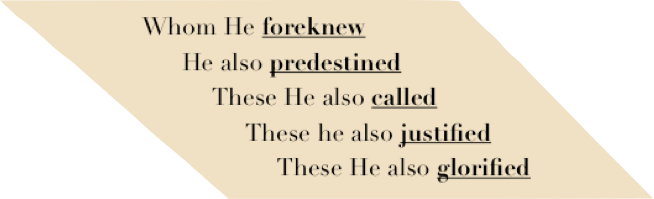 Whom He foreknew
He also predestined
These He also called
These he also justified
These He also glorified